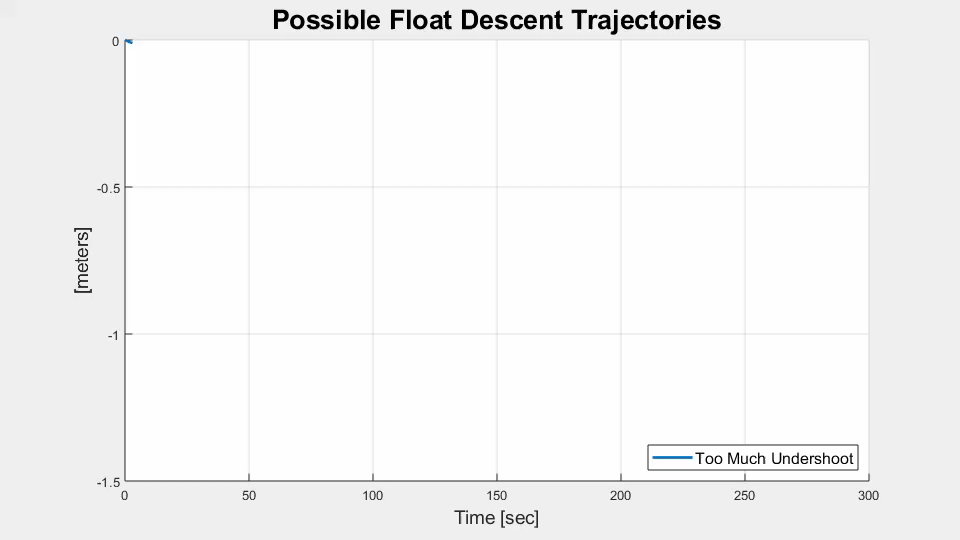 Possible Float Descent Trajectories
0
-0.5
[meters]
-1
Too Much Undershoot
-1.5
0 50 100 150 200 250 300
Time [sec]